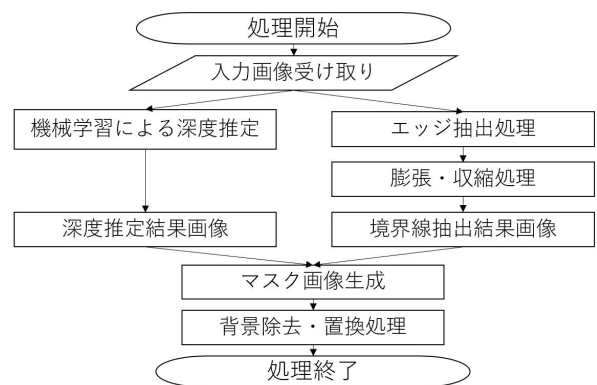 処理開始
入力画像受け取り
機械学習による深度推定
エッジ抽出処理
膨張・収縮処理
深度推定結果画像
境界線抽出結果画像
マスク画像生成
背景除去・置換処理
処理終了